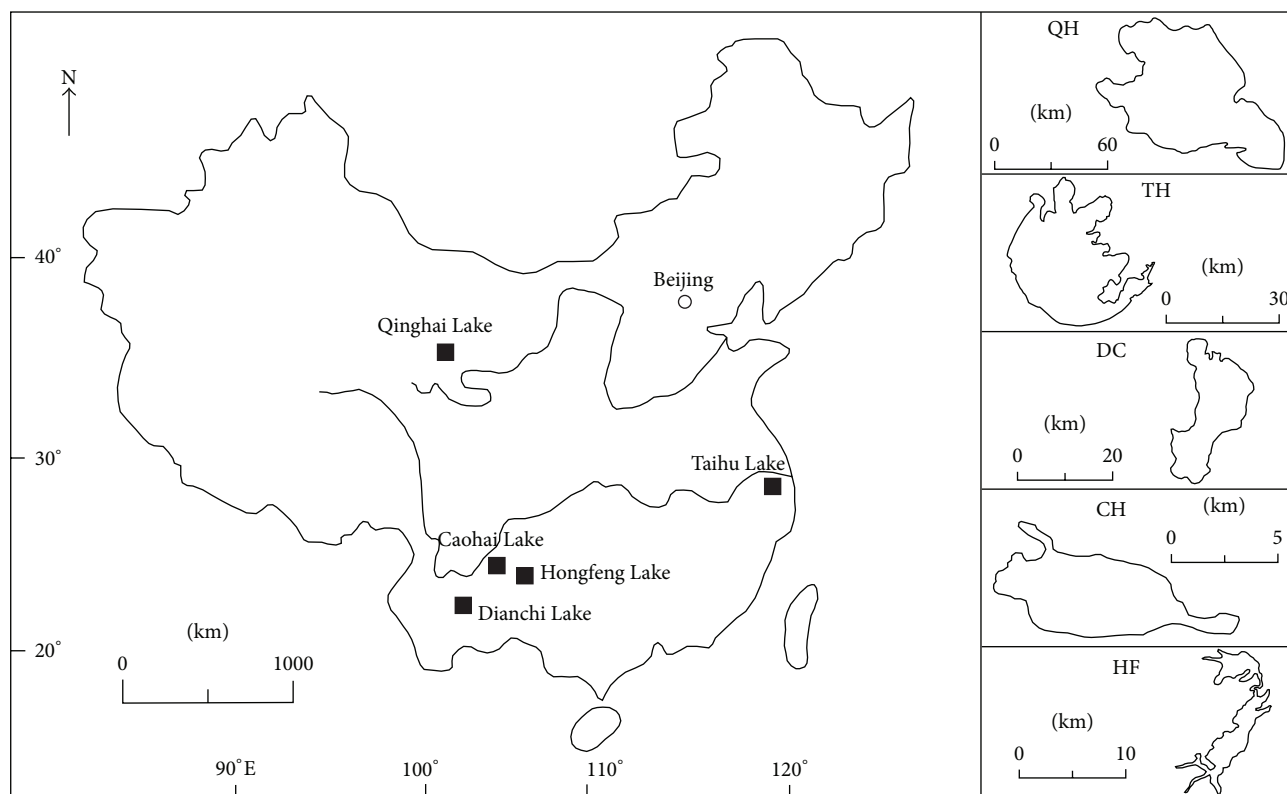 N
40°
30°
20°
Beijing
Qinghai Lake
Taihu Lake
Caohai Lake
Hongfeng Lake
Dianchi Lake
(km)
0 1000
90°E 100° 110° 120°
QH
(km)
0 60
TH
(km)
0 30
DC
(km)
0 20
CH
(km)
0 5
HF
(km)
0 10